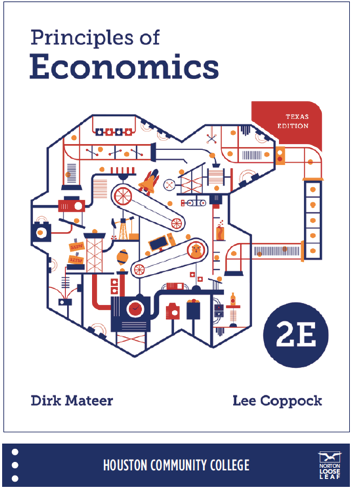 Principles of
Economics
TEXAS
EDITION
2E
Dirk Mateer
Lee Coppock
HOUSTON COMMUNITY COLLEGE
NORTON
LOOSE
LEAF